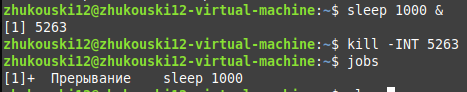 zhukouski12@zhukouski12-virtual-machine:~$ sleep 1000 &
[1] 5263
zhukouski12@zhukouski12-virtual-machine:~$ kill -INT 5263
zhukouski12@zhukouski12-virtual-machine:~$ jobs
[1]+  Прерывание    sleep 1000